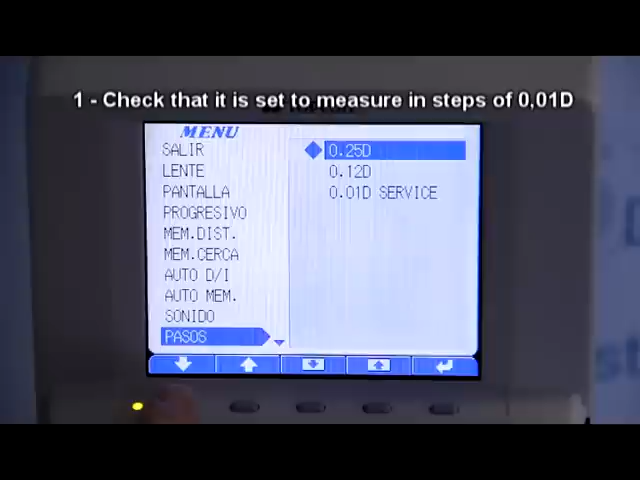 1 - Check that it is set to measure in steps of 0,01D
MENU
SALIR
LENTE
PANTALLA
PROGRESIVO
MEM.DIST.
MEM.CERCA
AUTO D/I
AUTO MEM.
SONIDO
PASOS
0.25D
0.12D
0.01D SERVICE